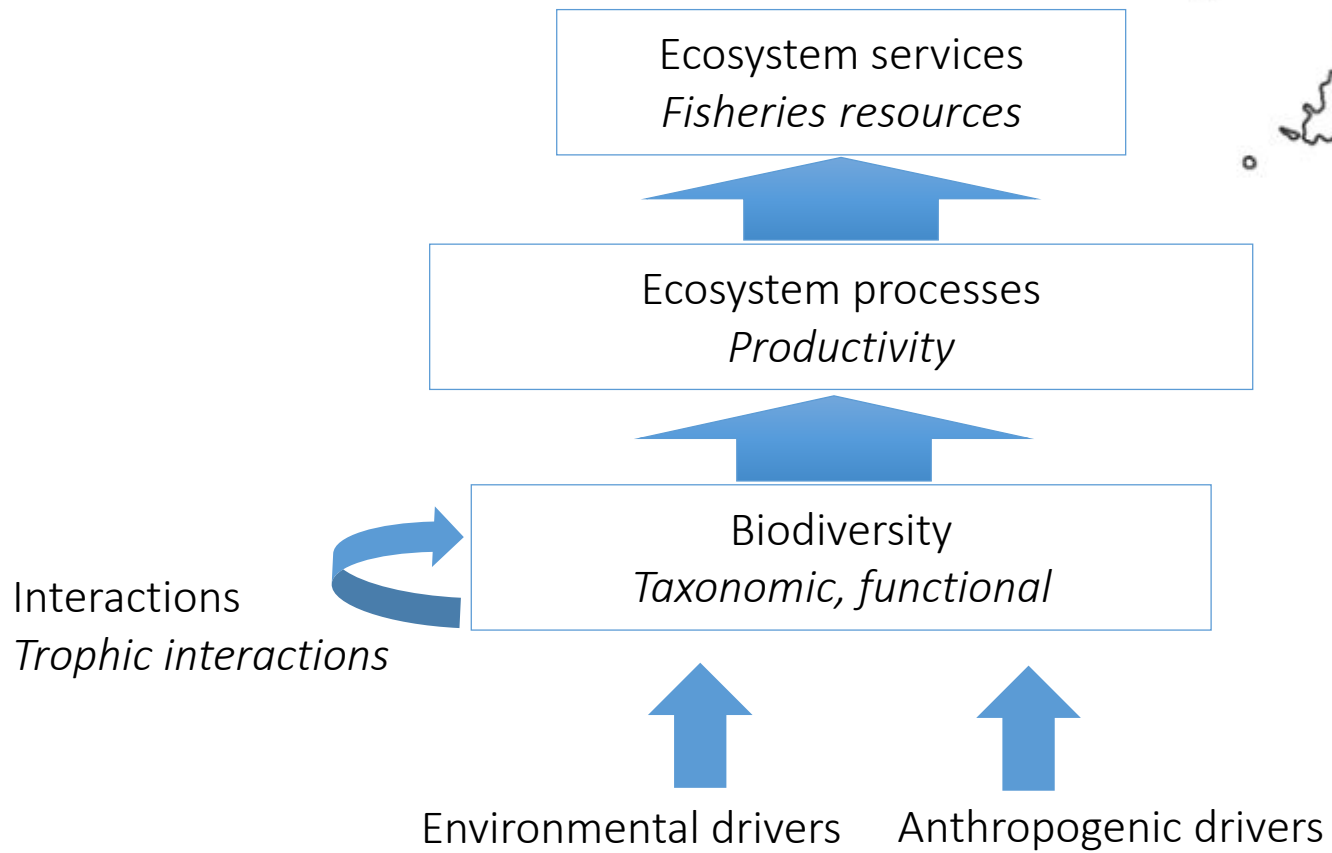 Ecosystem services
Fisheries resources
Ecosystem processes
Productivity
Biodiversity
Taxonomic, functional
Interactions
Trophic interactions
Environmental drivers
Anthropogenic drivers